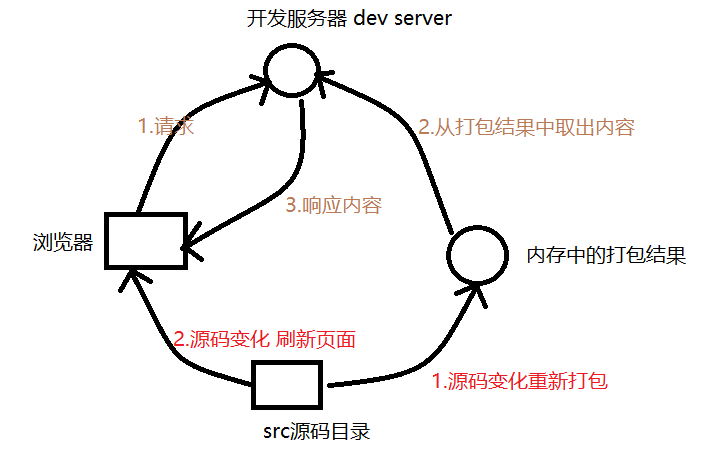 开发服务器 dev server
1.请求
2.从打包结果中取出内容
3.响应内容
浏览器
内存中的打包结果
2.源码变化 刷新页面
1.源码变化重新打包
src源码目录